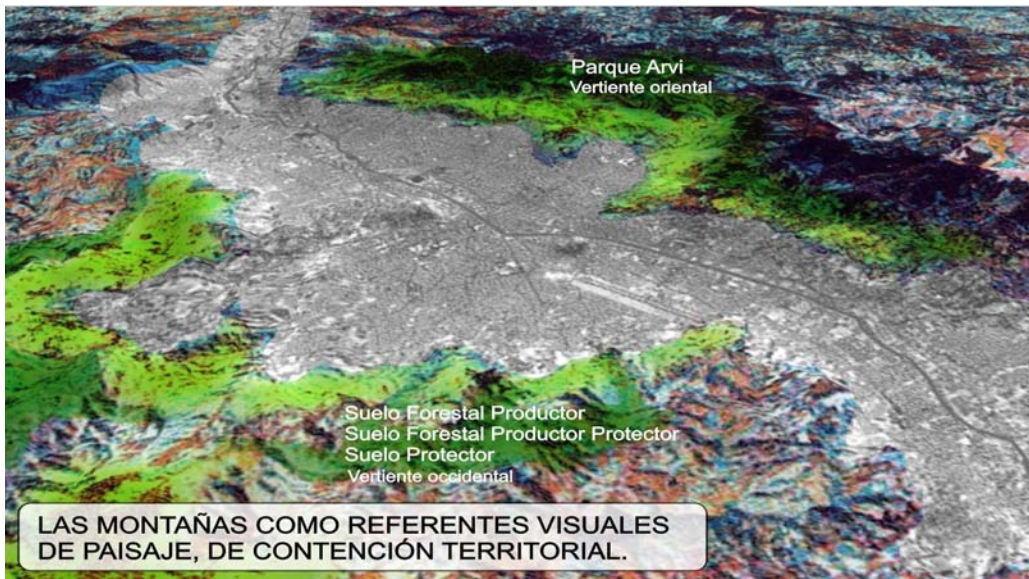 Parque Arvi
Vertiente oriental
Suelo Forestal Productor
Suelo Forestal Productor Protector
Suelo Protector
Vertiente occidental
LAS MONTAÑAS COMO REFERENTES VISUALES
DE PAISAJE, DE CONTENCIÓN TERRITORIAL.